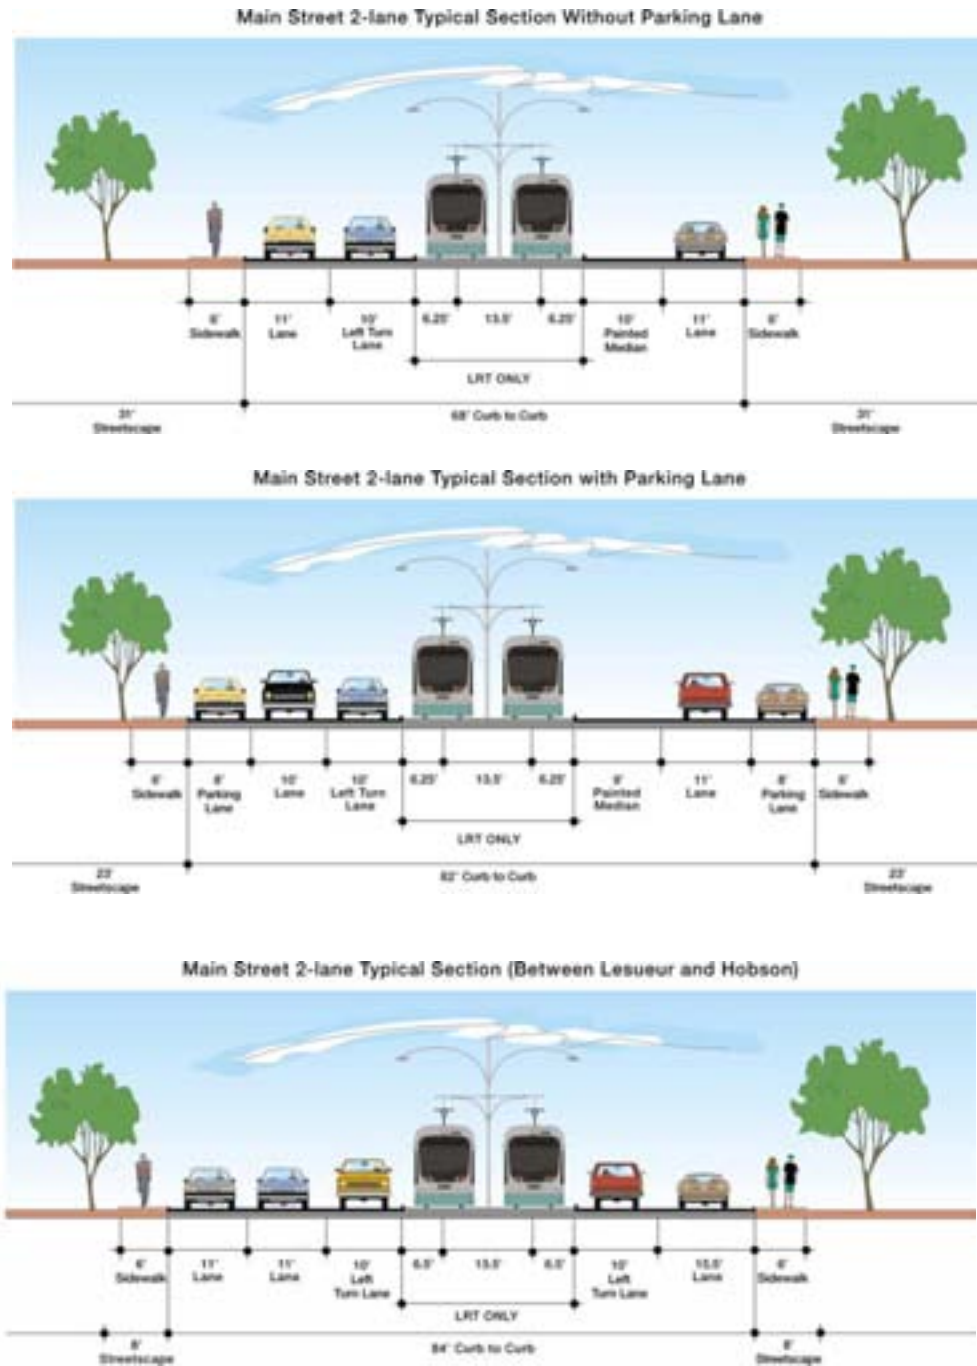 Main Street 2-lane Typical Section Without Parking Lane
6' 11' 10' 6.25' 13.5' 6.25' 10' 11' 6'
Sidewalk Lane Left Turn Painted Lane Sidewalk
Lane Median
LRT ONLY
31' 68' Curb to Curb 31'
Streetscape Streetscape
Main Street 2-lane Typical Section with Parking Lane
6' 8' 10' 10' 6.25' 13.5' 6.25' 9' 11' 8' 6'
Sidewalk Parking Lane Left Turn Painted Lane Parking Sidewalk
Lane Lane Median Lane
LRT ONLY
23' 82' Curb to Curb 23'
Streetscape Streetscape
Main Street 2-lane Typical Section (Between Lesueur and Hobson)
6' 11' 11' 10' 6.5' 13.5' 6.5' 10' 15.5' 6'
Sidewalk Lane Lane Left Left Lane Sidewalk
Turn Lane Turn Lane
LRT ONLY
8' 84' Curb to Curb 8'
Streetscape Streetscape